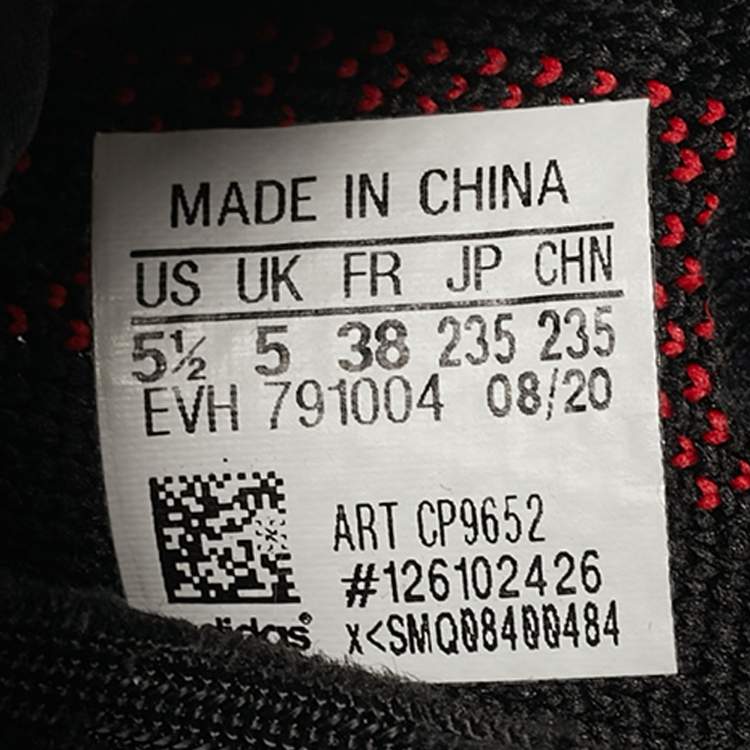 MADE IN CHINA
US UK FR JP CHN
5½ 5 38 235 235
EVH 791004 08/20
ART CP9652
#126102426
x<SMQ08400484
adidas®